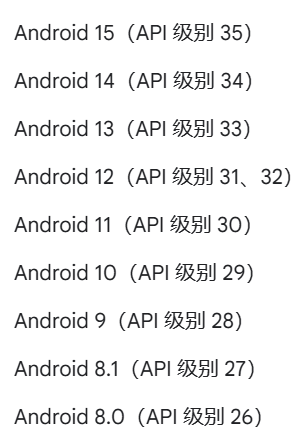 Android 15（API 级别 35）
Android 14（API 级别 34）
Android 13（API 级别 33）
Android 12（API 级别 31、32）
Android 11（API 级别 30）
Android 10（API 级别 29）
Android 9（API 级别 28）
Android 8.1（API 级别 27）
Android 8.0（API 级别 26）